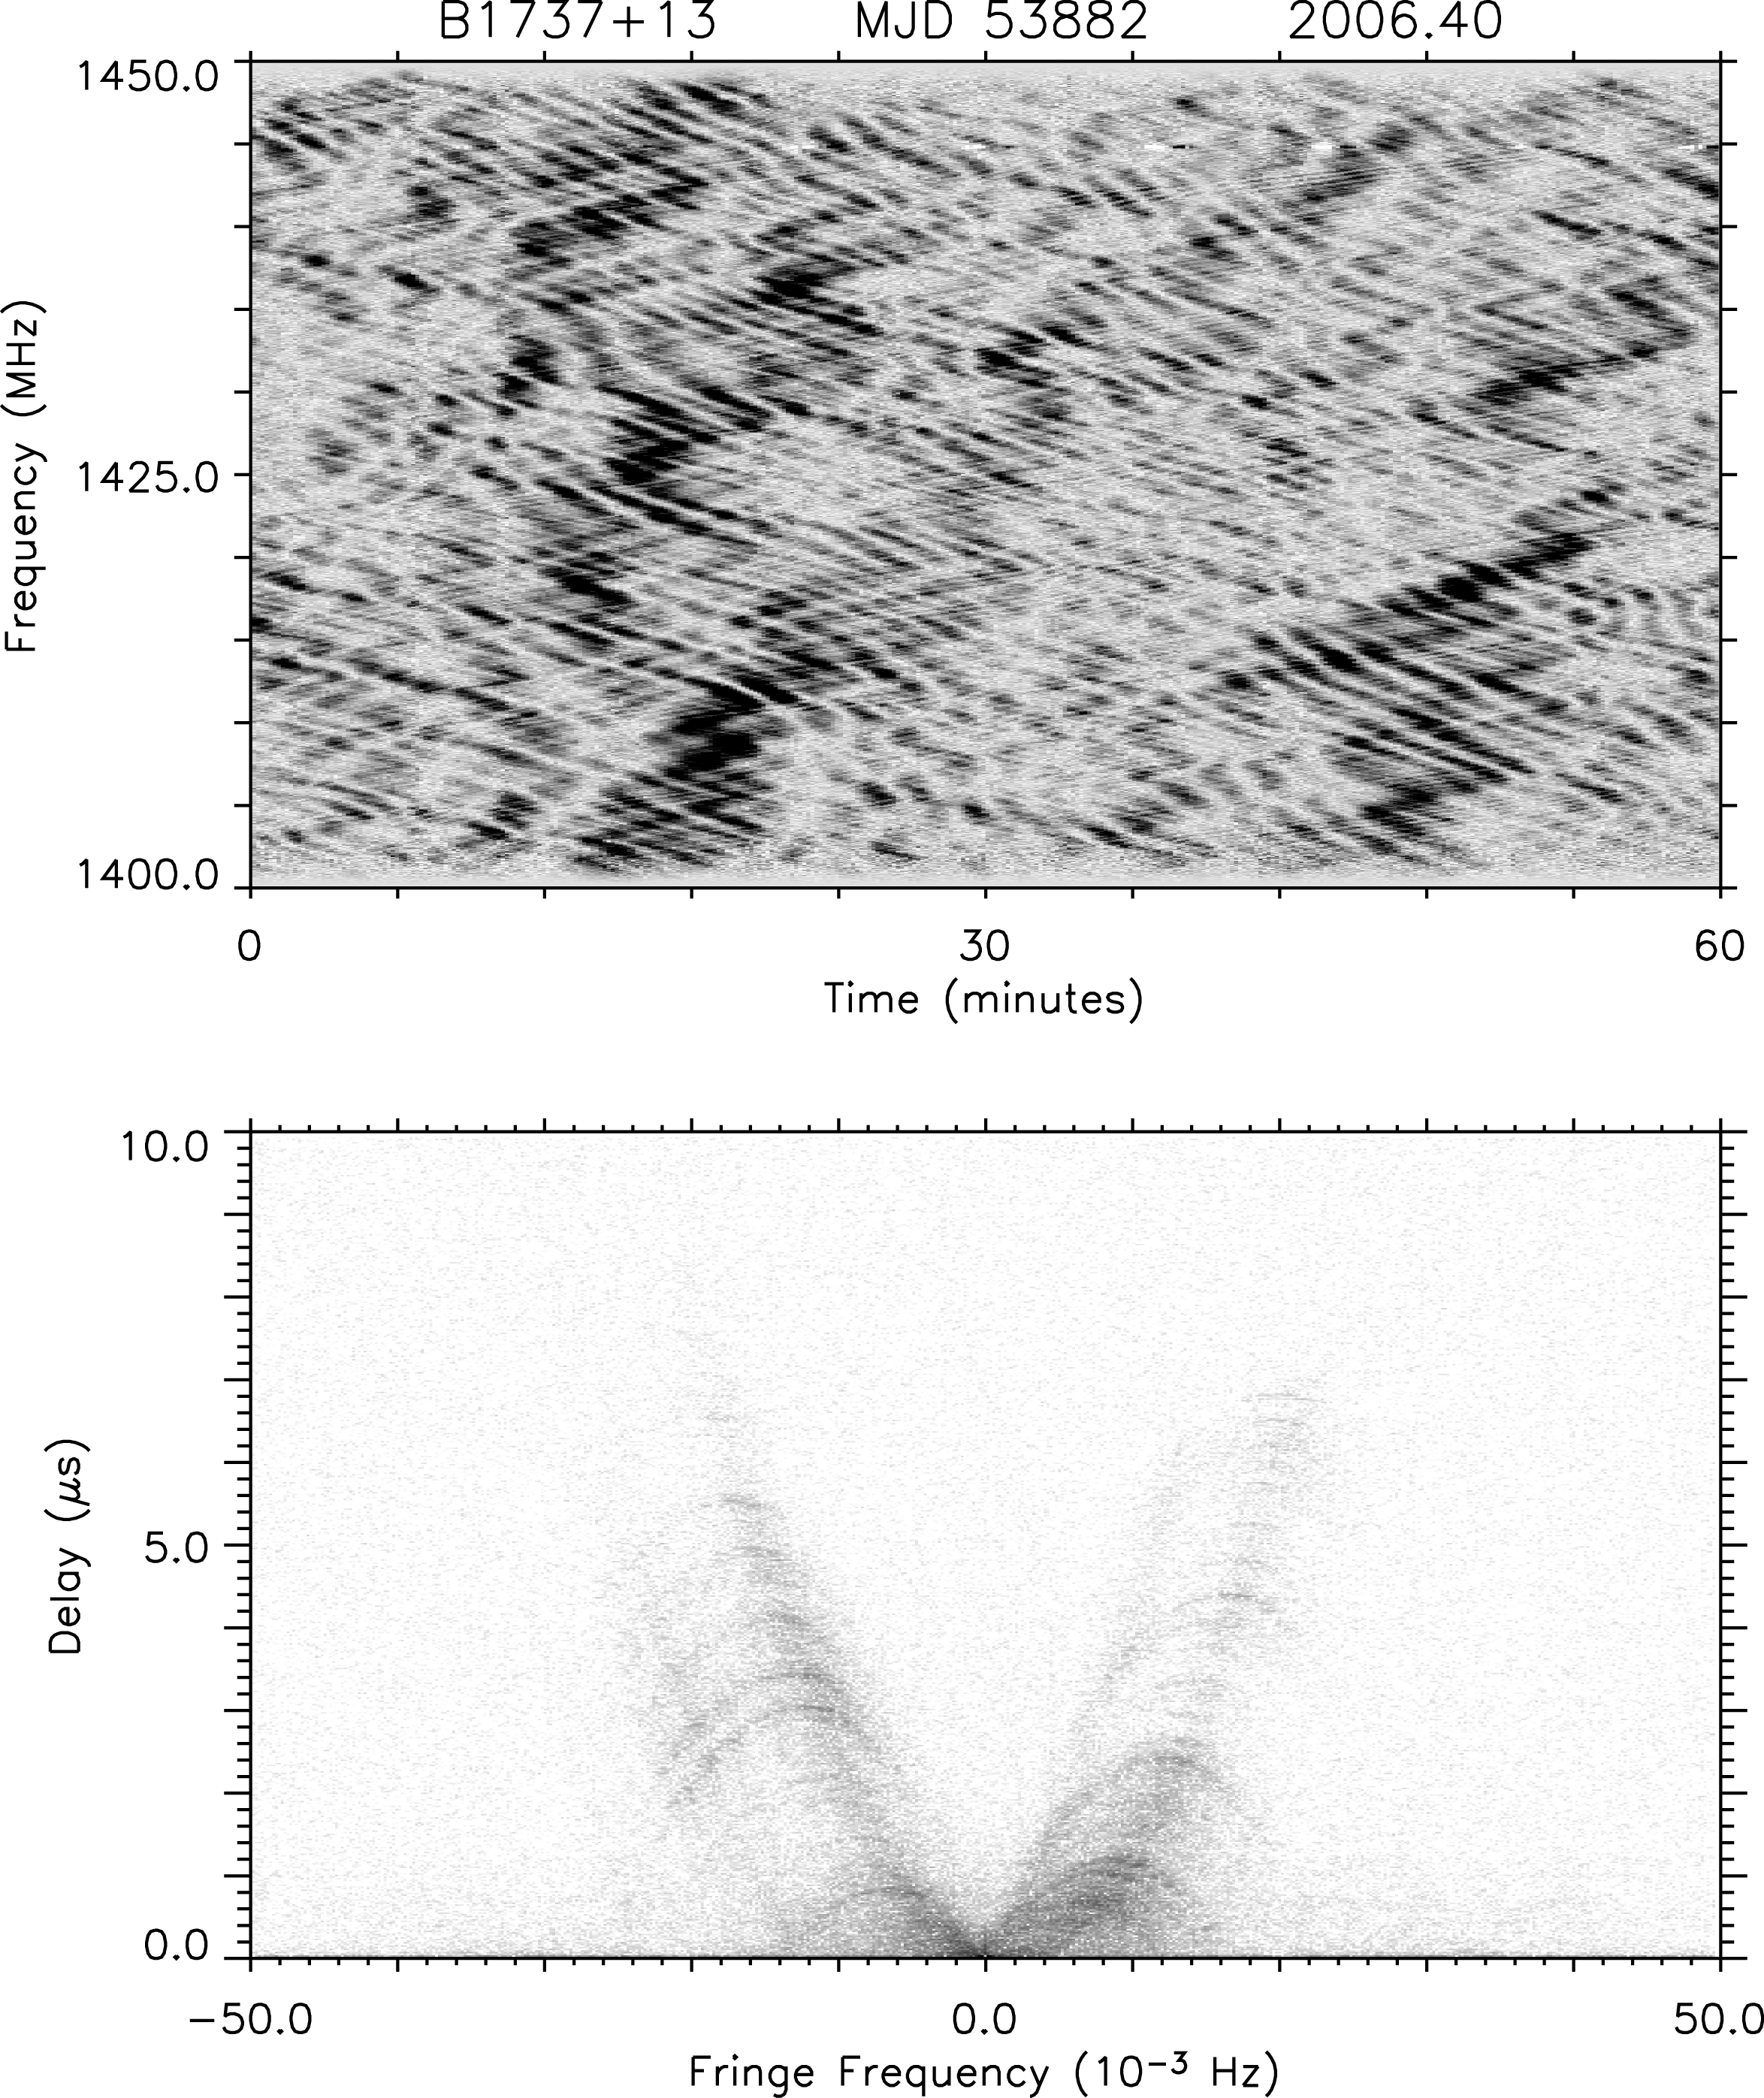 B1737+13 MJD 53882 2006.40
1450.0
1425.0
1400.0
Frequency (MHz)
0 30 60
Time (minutes)
10.0
5.0
0.0
Delay (μs)
−50.0 0.0 50.0
Fringe Frequency (10⁻³ Hz)